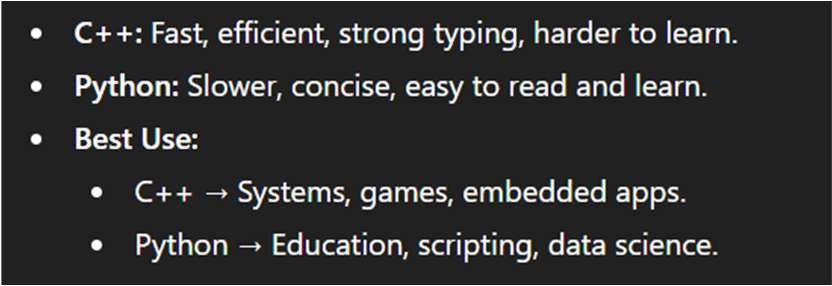 • C++: Fast, efficient, strong typing, harder to learn.
• Python: Slower, concise, easy to read and learn.
• Best Use:
• C++ → Systems, games, embedded apps.
• Python → Education, scripting, data science.